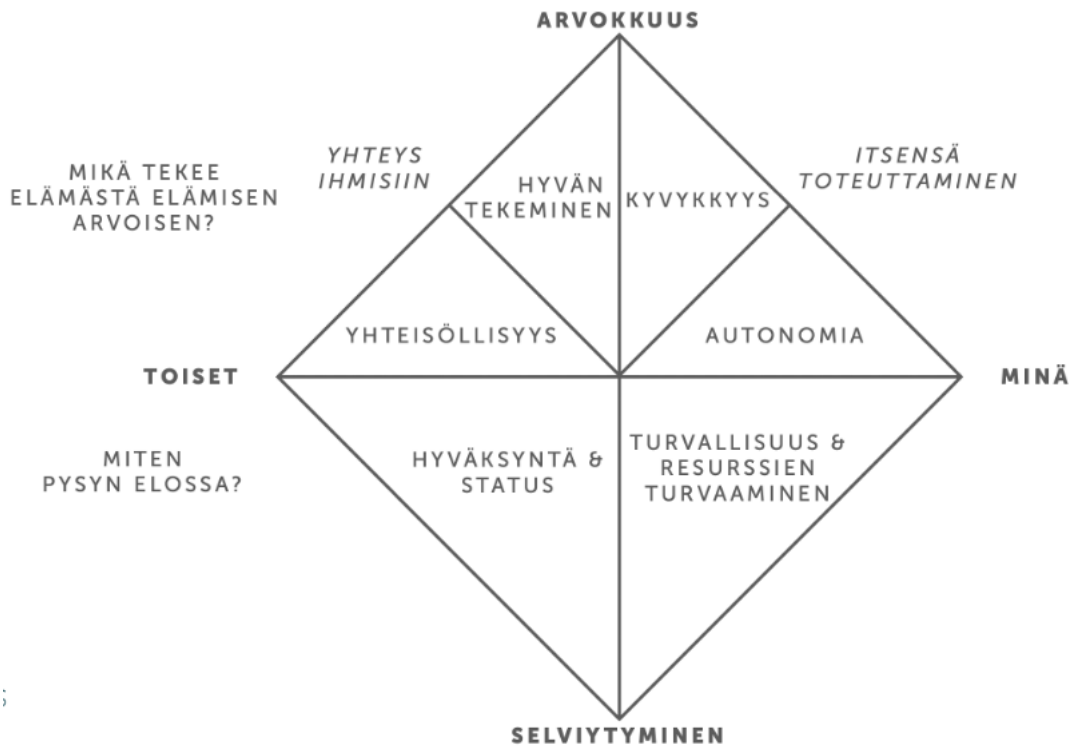 ARVOKKUUS
YHTEYS
IHMISIIN
ITSENSÄ
TOTEUTTAMINEN
MIKÄ TEKEE
ELÄMÄSTÄ ELÄMISEN
ARVOISEN?
HYVÄN
TEKEMINEN
KYVYKKYYS
YHTEISÖLLISYYS
AUTONOMIA
TOISET
MINÄ
MITEN
PYSYN ELOSSA?
HYVÄKSYNTÄ &
STATUS
TURVALLISUUS &
RESURSSIEN
TURVAAMINEN
SELVIYTYMINEN